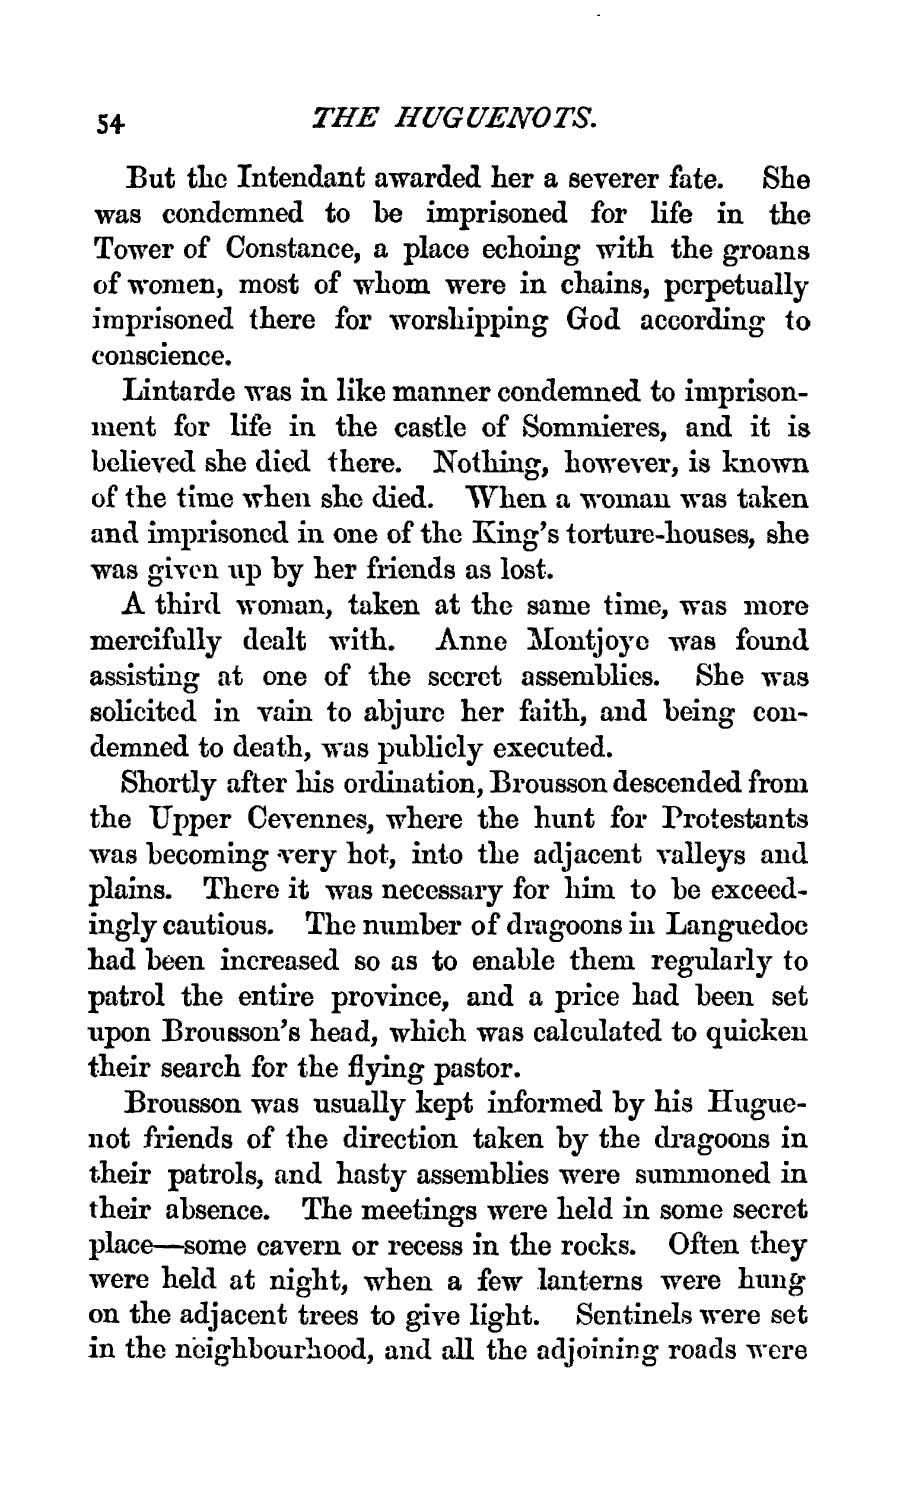 54 THE HUGUENOTS.
But the Intendant awarded her a severer fate. She
was condemned to be imprisoned for life in the
Tower of Constance, a place echoing with the groans
of women, most of whom were in chains, perpetually
imprisoned there for worshipping God according to
conscience.
Lintarde was in like manner condemned to imprison-
ment for life in the castle of Sommieres, and it is
believed she died there. Nothing, however, is known
of the time when she died. When a woman was taken
and imprisoned in one of the King's torture-houses, she
was given up by her friends as lost.
A third woman, taken at the same time, was more
mercifully dealt with. Anne Montjoye was found
assisting at one of the secret assemblies. She was
solicited in vain to abjure her faith, and being con-
demned to death, was publicly executed.
Shortly after his ordination, Brousson descended from
the Upper Cevennes, where the hunt for Protestants
was becoming very hot, into the adjacent valleys and
plains. There it was necessary for him to be exceed-
ingly cautious. The number of dragoons in Languedoc
had been increased so as to enable them regularly to
patrol the entire province, and a price had been set
upon Brousson's head, which was calculated to quicken
their search for the flying pastor.
Brousson was usually kept informed by his Hugue-
not friends of the direction taken by the dragoons in
their patrols, and hasty assemblies were summoned in
their absence. The meetings were held in some secret
place—some cavern or recess in the rocks. Often they
were held at night, when a few lanterns were hung
on the adjacent trees to give light. Sentinels were set
in the neighbourhood, and all the adjoining roads were